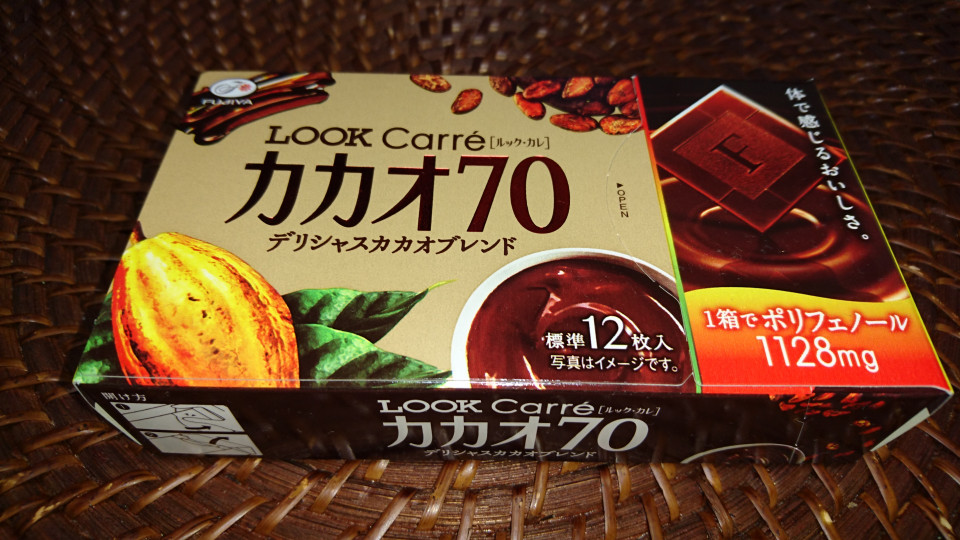 FUJIYA
LOOK Carré[ルック・カレ]
カカオ70
デリシャスカカオブレンド
▶OPEN
標準12枚入
写真はイメージです。
F
体で感じるおいしさ。
1箱でポリフェノール
1128mg
開け方
LOOK Carré[ルック・カレ]
カカオ70
デリシャスカカオブレンド